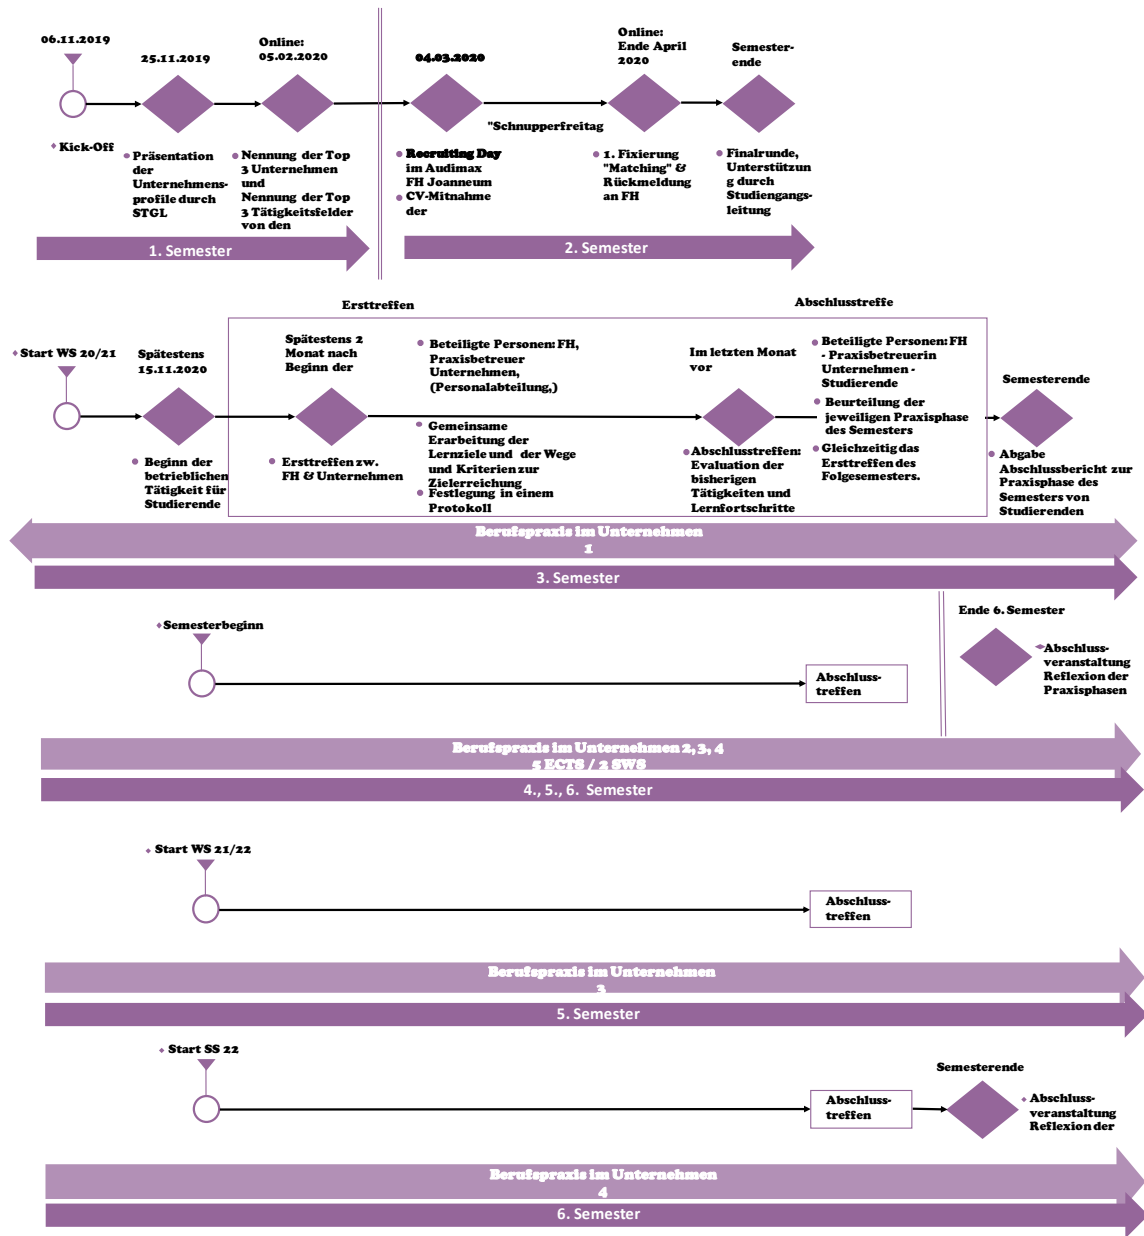 06.11.2019
25.11.2019
Online:
05.02.2020
04.03.2020
Online:
Ende April
2020
Semester-
ende
"Schnupperfreitag
Kick-Off
Präsentation
der
Unternehmens-
profile durch
STGL
Nennung der Top
3 Unternehmen
und
Nennung der Top
3 Tätigkeitsfelder
von den
Recruiting Day
im Audimax
FH Joanneum
CV-Mitnahme
der
1. Fixierung
"Matching" &
Rückmeldung
an FH
Finalrunde,
Unterstützun
g durch
Studiengangs-
leitung
1. Semester
2. Semester
Ersttreffen
Abschlusstreffe
Start WS 20/21
Spätestens
15.11.2020
Spätestens 2
Monat nach
Beginn der
Beteiligte Personen: FH,
Praxisbetreuer
Unternehmen,
(Personalabteilung,)
Im letzten Monat
vor
Beteiligte Personen: FH
- Praxisbetreuerin
Unternehmen -
Studierende
Beurteilung der
jeweiligen Praxisphase
des Semesters
Gleichzeitig das
Ersttreffen des
Folgesemesters.
Semesterende
Beginn der
betrieblichen
Tätigkeit für
Studierende
Ersttreffen zw.
FH & Unternehmen
Gemeinsame
Erarbeitung der
Lernziele und der Wege
und Kriterien zur
Zielerreichung
Festlegung in einem
Protokoll
Abschlusstreffen:
Evaluation der
bisherigen
Tätigkeiten und
Lernfortschritte
Abgabe
Abschlussbericht zur
Praxisphase des
Semesters von
Studierenden
Berufspraxis im Unternehmen
1
3. Semester
Semesterbeginn
Abschluss-
treffen
Ende 6. Semester
Abschluss-
veranstaltung
Reflexion der
Praxisphasen
Berufspraxis im Unternehmen 2, 3, 4
5 ECTS / 2 SWS
4., 5., 6. Semester
Start WS 21/22
Abschluss-
treffen
Berufspraxis im Unternehmen
3
5. Semester
Start SS 22
Abschluss-
treffen
Semesterende
Abschluss-
veranstaltung
Reflexion der
Berufspraxis im Unternehmen
4
6. Semester